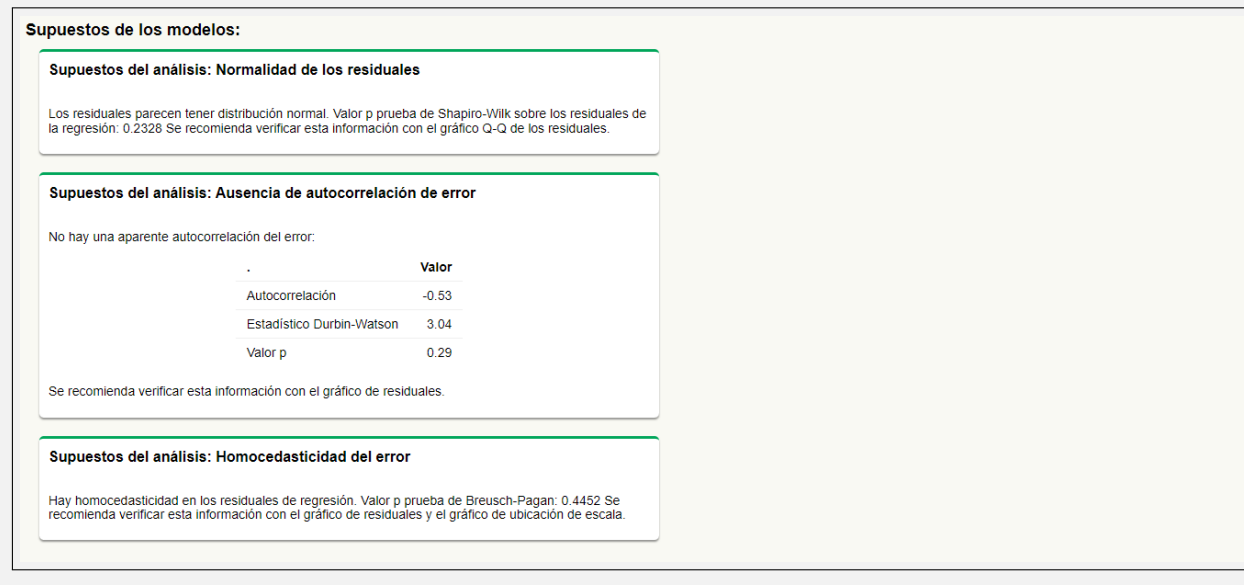 Supuestos de los modelos:
Supuestos del análisis: Normalidad de los residuales
Los residuales parecen tener distribución normal. Valor p prueba de Shapiro-Wilk sobre los residuales de
la regresión: 0.2328 Se recomienda verificar esta información con el gráfico Q-Q de los residuales.
Supuestos del análisis: Ausencia de autocorrelación de error
No hay una aparente autocorrelación del error:
. Valor
Autocorrelación -0.53
Estadístico Durbin-Watson 3.04
Valor p 0.29
Se recomienda verificar esta información con el gráfico de residuales.
Supuestos del análisis: Homocedasticidad del error
Hay homocedasticidad en los residuales de regresión. Valor p prueba de Breusch-Pagan: 0.4452 Se
recomienda verificar esta información con el gráfico de residuales y el gráfico de ubicación de escala.